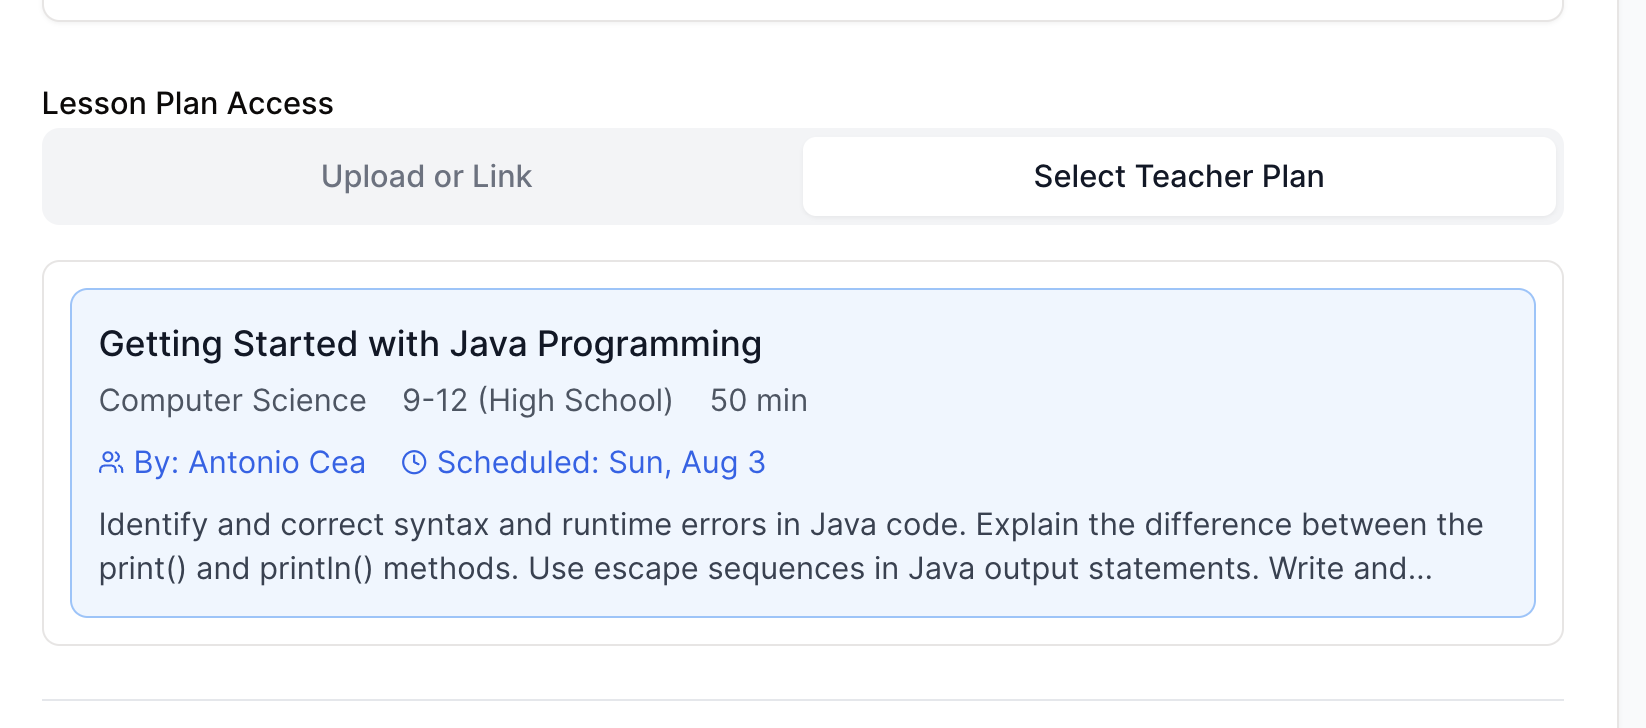 Lesson Plan Access
Upload or Link
Select Teacher Plan
Getting Started with Java Programming
Computer Science 9-12 (High School) 50 min
By: Antonio Cea Scheduled: Sun, Aug 3
Identify and correct syntax and runtime errors in Java code. Explain the difference between the
print() and println() methods. Use escape sequences in Java output statements. Write and...